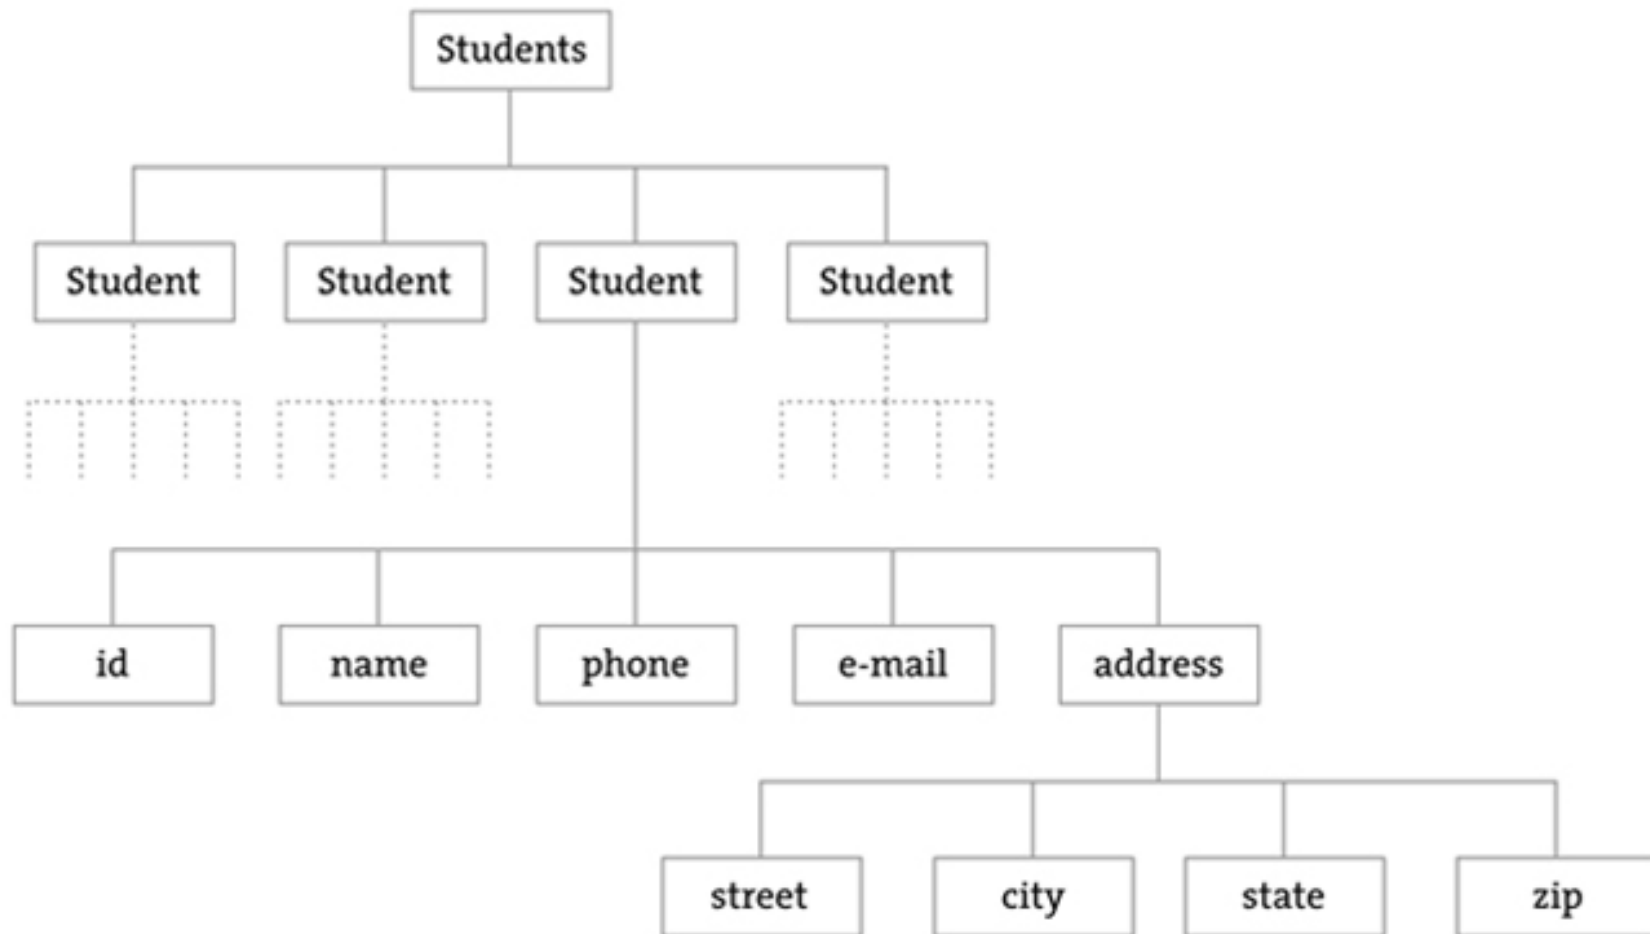 Students
Student Student Student Student
id name phone e-mail address
street city state zip